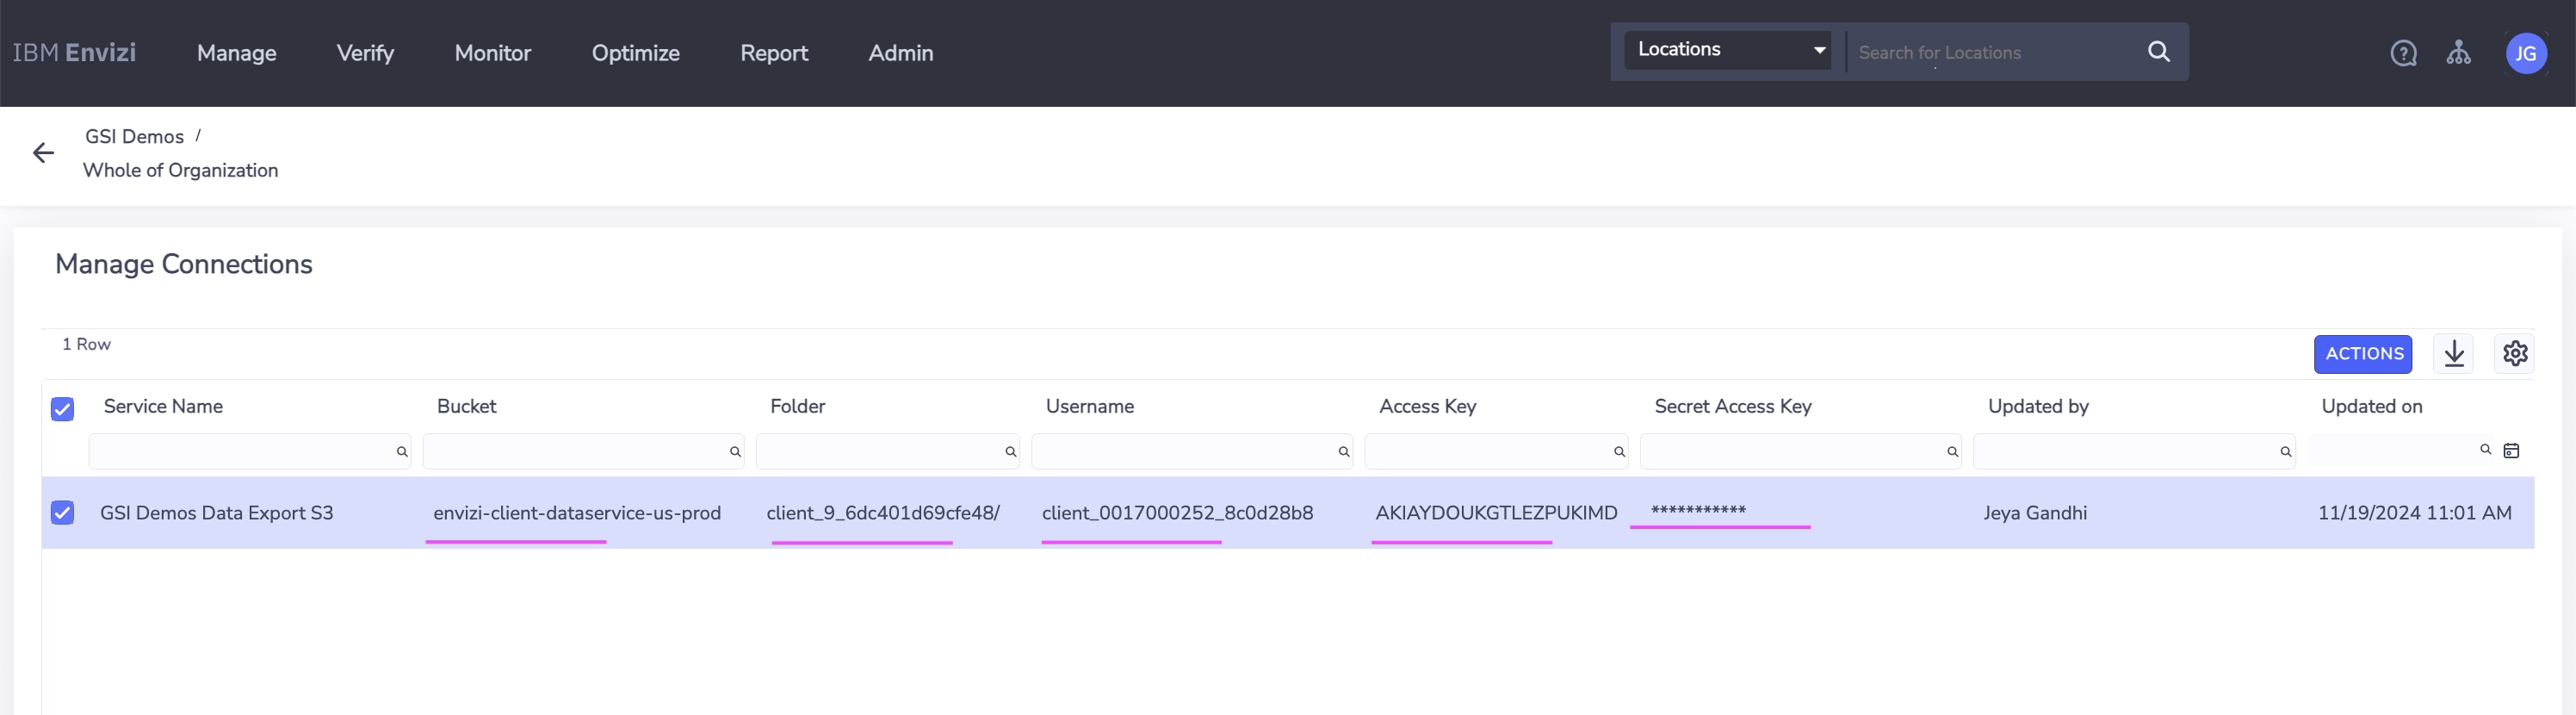 IBM Envizi Manage Verify Monitor Optimize Report Admin Locations Search for Locations JG
GSI Demos /
Whole of Organization
Manage Connections
1 Row ACTIONS
Service Name Bucket Folder Username Access Key Secret Access Key Updated by Updated on
GSI Demos Data Export S3 envizi-client-dataservice-us-prod client_9_6dc401d69cfe48/ client_0017000252_8c0d28b8 AKIAYDOUKGTLEZPUKIMD *********** Jeya Gandhi 11/19/2024 11:01 AM